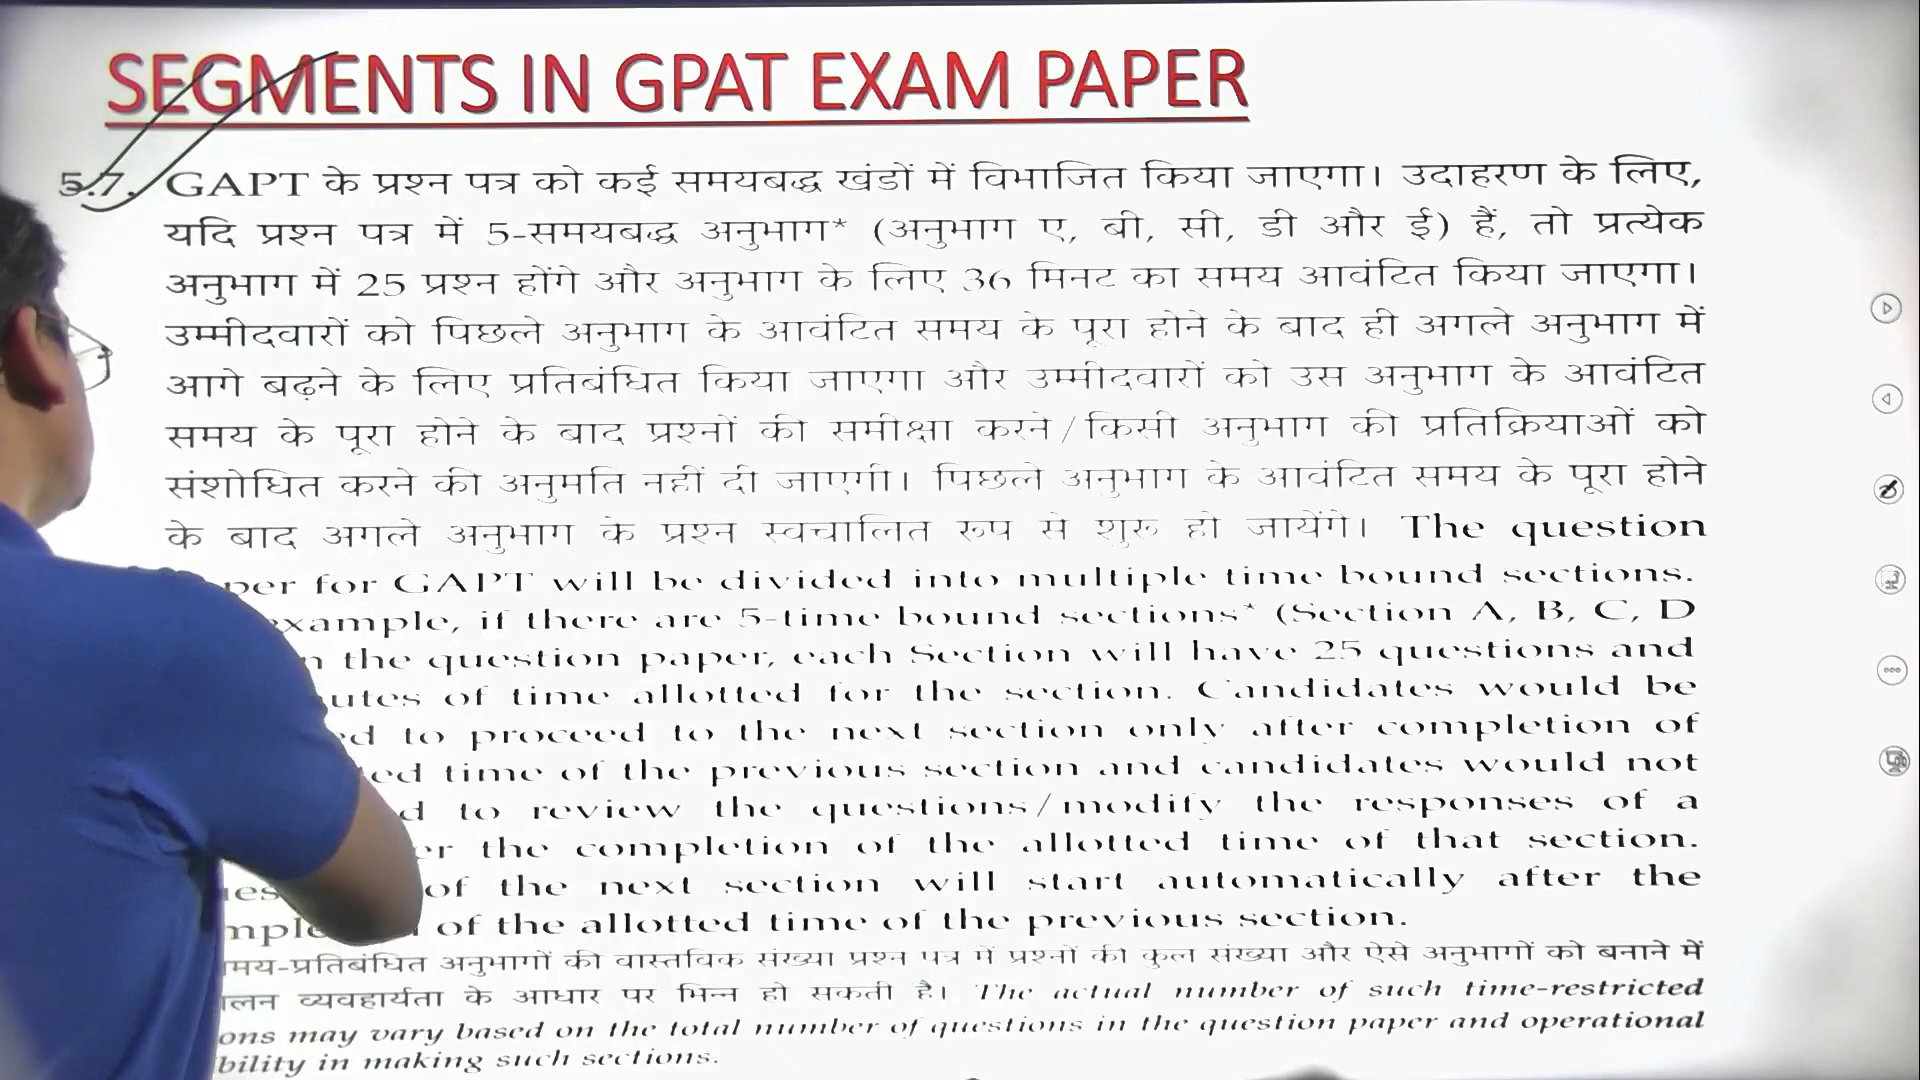 SEGMENTS IN GPAT EXAM PAPER
5.7. GAPT के प्रश्न पत्र को कई समयबद्ध खंडों में विभाजित किया जाएगा। उदाहरण के लिए,
यदि प्रश्न पत्र में 5-समयबद्ध अनुभाग* (अनुभाग ए, बी, सी, डी और ई) हैं, तो प्रत्येक
अनुभाग में 25 प्रश्न होंगे और अनुभाग के लिए 36 मिनट का समय आवंटित किया जाएगा।
उम्मीदवारों को पिछले अनुभाग के आवंटित समय के पूरा होने के बाद ही अगले अनुभाग में
आगे बढ़ने के लिए प्रतिबंधित किया जाएगा और उम्मीदवारों को उस अनुभाग के आवंटित
समय के पूरा होने के बाद प्रश्नों की समीक्षा करने/किसी अनुभाग की प्रतिक्रियाओं को
संशोधित करने की अनुमति नहीं दी जाएगी। पिछले अनुभाग के आवंटित समय के पूरा होने
के बाद अगले अनुभाग के प्रश्न स्वचालित रूप से शुरू हो जायेंगे। The question
for GAPT will be divided into multiple time bound sections.
if there are 5-time bound sections* (Section A, B, C, D
the question paper, each Section will have 25 questions and
of time allotted for the section. Candidates would be
to proceed to the next section only after completion of
time of the previous section and candidates would not
to review the questions/modify the responses of a
the completion of the allotted time of that section.
of the next section will start automatically after the
of the allotted time of the previous section.
अनुभागों की वास्तविक संख्या प्रश्न पत्र में प्रश्नों की कुल संख्या और ऐसे अनुभागों को बनाने में
व्यवहार्यता के आधार पर भिन्न हो सकती है। The actual number of such time-restricted
may vary based on the total number of questions in the question paper and operational
in making such sections.